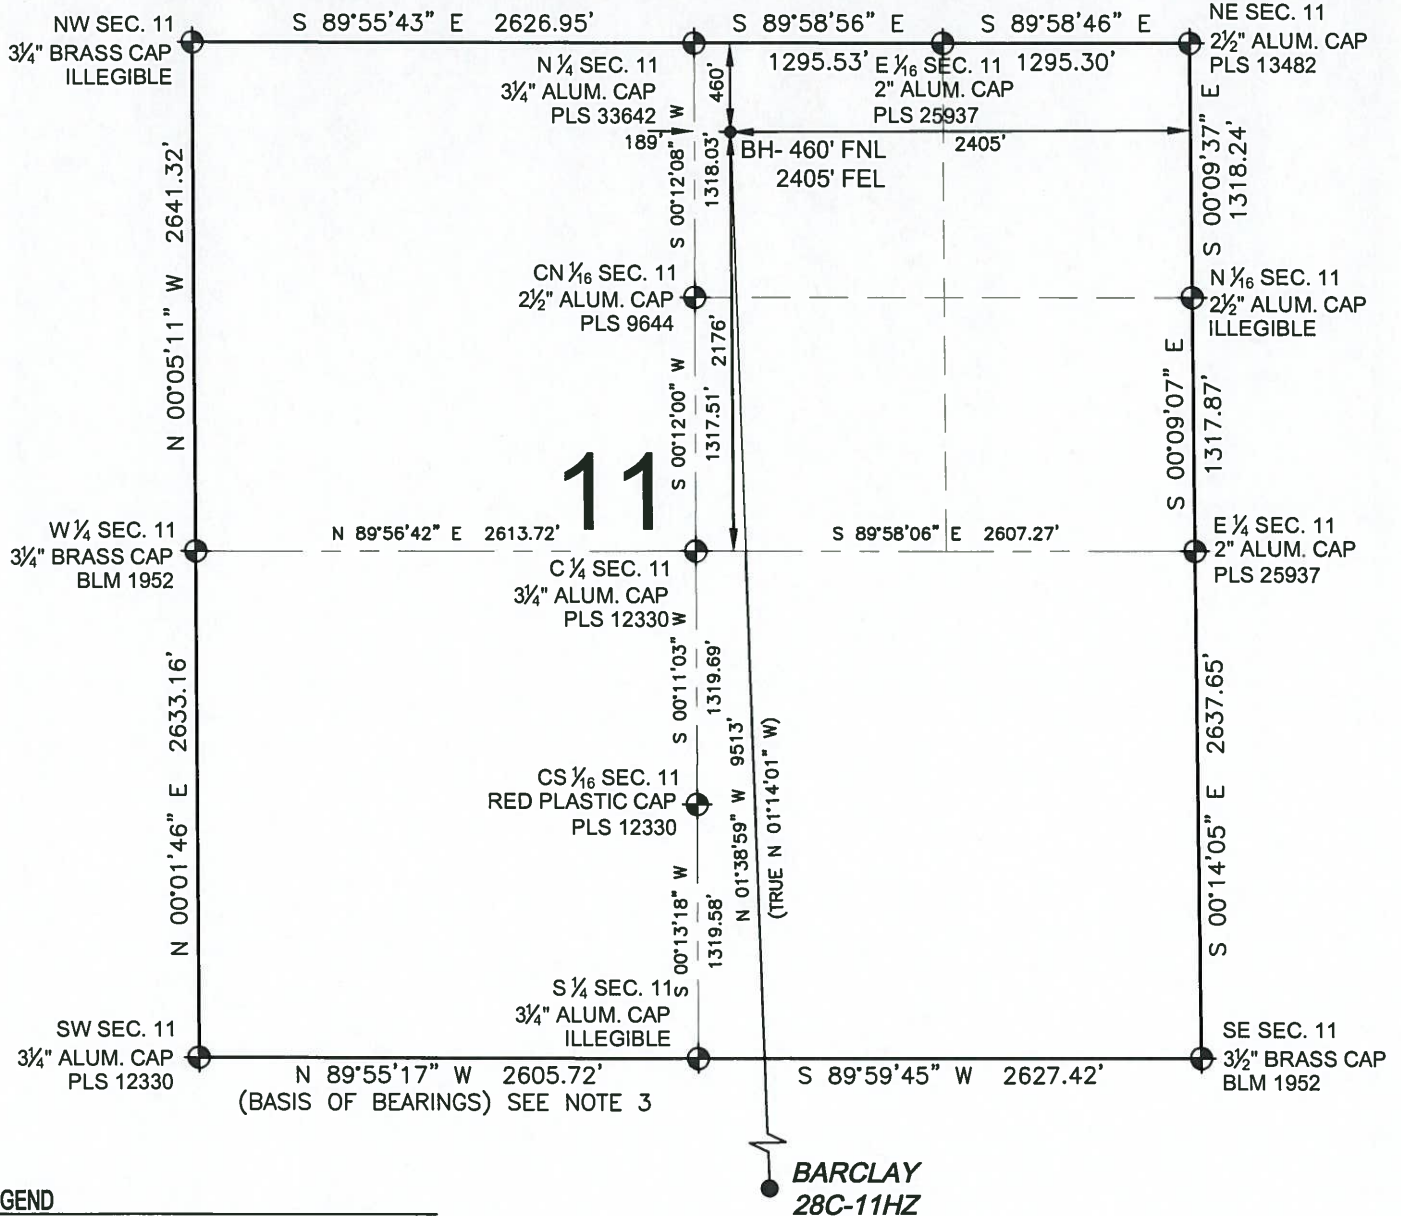 NW SEC. 11
3¼" BRASS CAP
ILLEGIBLE
S 89°55'43" E 2626.95'
S 89°58'56" E
1295.53'
S 89°58'46" E
1295.30'
NE SEC. 11
2½" ALUM. CAP
PLS 13482
N ¼ SEC. 11
3¼" ALUM. CAP
PLS 33642
E ¹⁄₁₆ SEC. 11
2" ALUM. CAP
PLS 25937
460'
189'
2405'
BH- 460' FNL
2405' FEL
N 00°05'11" W 2641.32'
S 00°12'08" W
1318.03'
S 00°09'37" E
1318.24'
CN ¹⁄₁₆ SEC. 11
2½" ALUM. CAP
PLS 9644
N ¹⁄₁₆ SEC. 11
2½" ALUM. CAP
ILLEGIBLE
2176'
S 00°12'00" W
1317.51'
S 00°09'07" E
1317.87'
11
W ¼ SEC. 11
3¼" BRASS CAP
BLM 1952
N 89°56'42" E 2613.72'
S 89°58'06" E 2607.27'
E ¼ SEC. 11
2" ALUM. CAP
PLS 25937
C ¼ SEC. 11
3¼" ALUM. CAP
PLS 12330
N 00°01'46" E 2633.16'
S 00°11'03" W
1319.69'
N 01°38'59" W 9513'
(TRUE N 01°14'01" W)
S 00°14'05" E 2637.65'
CS ¹⁄₁₆ SEC. 11
RED PLASTIC CAP
PLS 12330
S 00°13'18" W
1319.58'
S ¼ SEC. 11
3¼" ALUM. CAP
ILLEGIBLE
SW SEC. 11
3¼" ALUM. CAP
PLS 12330
N 89°55'17" W 2605.72'
(BASIS OF BEARINGS) SEE NOTE 3
S 89°59'45" W 2627.42'
SE SEC. 11
3½" BRASS CAP
BLM 1952
BARCLAY
28C-11HZ
GEND